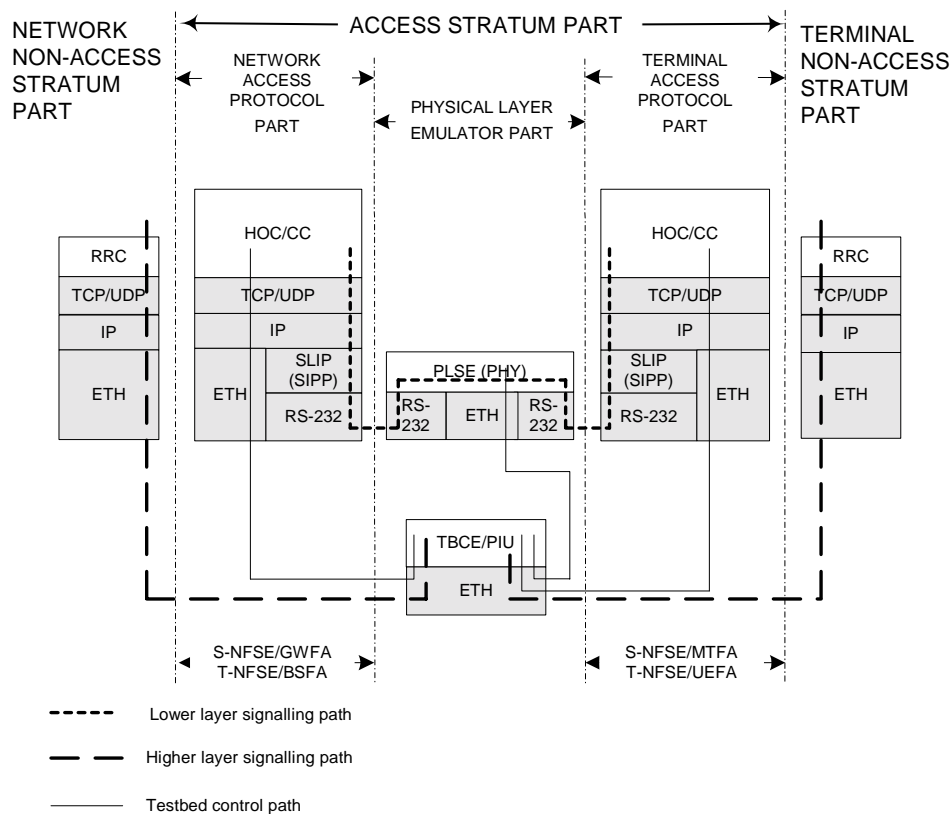 NETWORK
NON-ACCESS
STRATUM
PART
ACCESS STRATUM PART
TERMINAL
NON-ACCESS
STRATUM
PART
NETWORK
ACCESS
PROTOCOL
PART
PHYSICAL LAYER
EMULATOR PART
TERMINAL
ACCESS
PROTOCOL
PART
RRC
TCP/UDP
IP
ETH
HOC/CC
TCP/UDP
IP
ETH
SLIP
(SIPP)
RS-232
PLSE (PHY)
RS-
232
ETH
RS-
232
HOC/CC
TCP/UDP
IP
SLIP
(SIPP)
RS-232
ETH
RRC
TCP/UDP
IP
ETH
TBCE/PIU
ETH
S-NFSE/GWFA
T-NFSE/BSFA
S-NFSE/MTFA
T-NFSE/UEFA
Lower layer signalling path
Higher layer signalling path
Testbed control path